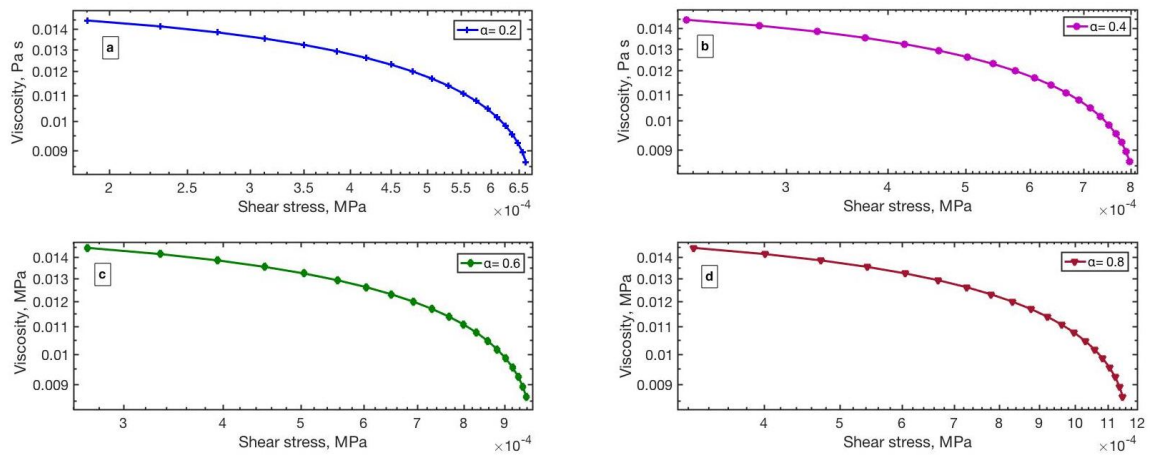 0.014
0.013
0.012
0.011
0.01
0.009
Viscosity, Pa s
a
α= 0.2
2 2.5 3 3.5 4 4.5 5 5.5 6 6.5
Shear stress, MPa
×10⁻⁴
0.014
0.013
0.012
0.011
0.01
0.009
Viscosity, Pa s
b
α= 0.4
3 4 5 6 7 8
Shear stress, MPa
×10⁻⁴
0.014
0.013
0.012
0.011
0.01
0.009
Viscosity, MPa
c
α= 0.6
3 4 5 6 7 8 9
Shear stress, MPa
×10⁻⁴
0.014
0.013
0.012
0.011
0.01
0.009
Viscosity, MPa
d
α= 0.8
4 5 6 7 8 9 10 11 12
Shear stress, MPa
×10⁻⁴